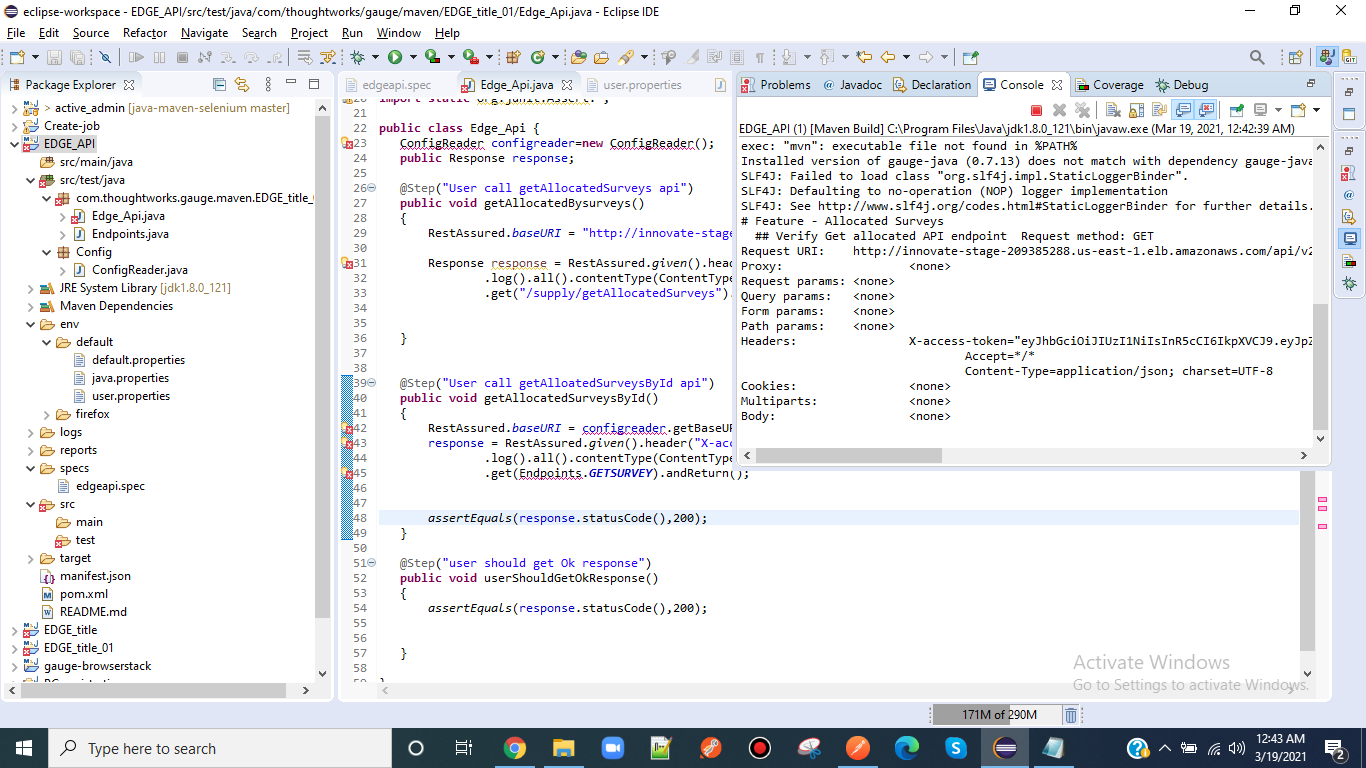 eclipse-workspace - EDGE_API/src/test/java/com/thoughtworks/gauge/maven/EDGE_title_01/Edge_Api.java - Eclipse IDE
File Edit Source Refactor Navigate Search Project Run Window Help
Package Explorer
> active_admin [java-maven-selenium master]
Create-job
EDGE_API
src/main/java
src/test/java
com.thoughtworks.gauge.maven.EDGE_title_
Edge_Api.java
Endpoints.java
Config
ConfigReader.java
JRE System Library [jdk1.8.0_121]
Maven Dependencies
env
default
default.properties
java.properties
user.properties
firefox
logs
reports
specs
edgeapi.spec
src
main
test
target
manifest.json
pom.xml
README.md
EDGE_title
EDGE_title_01
gauge-browserstack
edgeapi.spec Edge_Api.java user.properties
20 import static org.junit.Assert.*;
21
22 public class Edge_Api {
23 ConfigReader configreader=new ConfigReader();
24 public Response response;
25
26 @Step("User call getAllocatedSurveys api")
27 public void getAllocatedBysurveys()
28 {
29 RestAssured.baseURI = "http://innovate-stage
30
31 Response response = RestAssured.given().head
32 .log().all().contentType(ContentType
33 .get("/supply/getAllocatedSurveys").
34
35
36 }
37
38
39 @Step("User call getAlloatedSurveysById api")
40 public void getAllocatedSurveysById()
41 {
42 RestAssured.baseURI = configreader.getBaseUR
43 response = RestAssured.given().header("X-acc
44 .log().all().contentType(ContentType
45 .get(Endpoints.GETSURVEY).andReturn();
46
47
48 assertEquals(response.statusCode(),200);
49 }
50
51 @Step("user should get Ok response")
52 public void userShouldGetOkResponse()
53 {
54 assertEquals(response.statusCode(),200);
55
56
57 }
58
59 }
Problems @ Javadoc Declaration Console Coverage Debug
EDGE_API (1) [Maven Build] C:\Program Files\Java\jdk1.8.0_121\bin\javaw.exe (Mar 19, 2021, 12:42:39 AM)
exec: "mvn": executable file not found in %PATH%
Installed version of gauge-java (0.7.13) does not match with dependency gauge-java
SLF4J: Failed to load class "org.slf4j.impl.StaticLoggerBinder".
SLF4J: Defaulting to no-operation (NOP) logger implementation
SLF4J: See http://www.slf4j.org/codes.html#StaticLoggerBinder for further details.
# Feature - Allocated Surveys
## Verify Get allocated API endpoint Request method: GET
Request URI: http://innovate-stage-209385288.us-east-1.elb.amazonaws.com/api/v2
Proxy: <none>
Request params: <none>
Query params: <none>
Form params: <none>
Path params: <none>
Headers: X-access-token="eyJhbGciOiJIUzI1NiIsInR5cCI6IkpXVCJ9.eyJpZ
Accept=*/*
Content-Type=application/json; charset=UTF-8
Cookies: <none>
Multiparts: <none>
Body: <none>
Activate Windows
Go to Settings to activate Windows.
171M of 290M
Type here to search
12:43 AM
3/19/2021
2